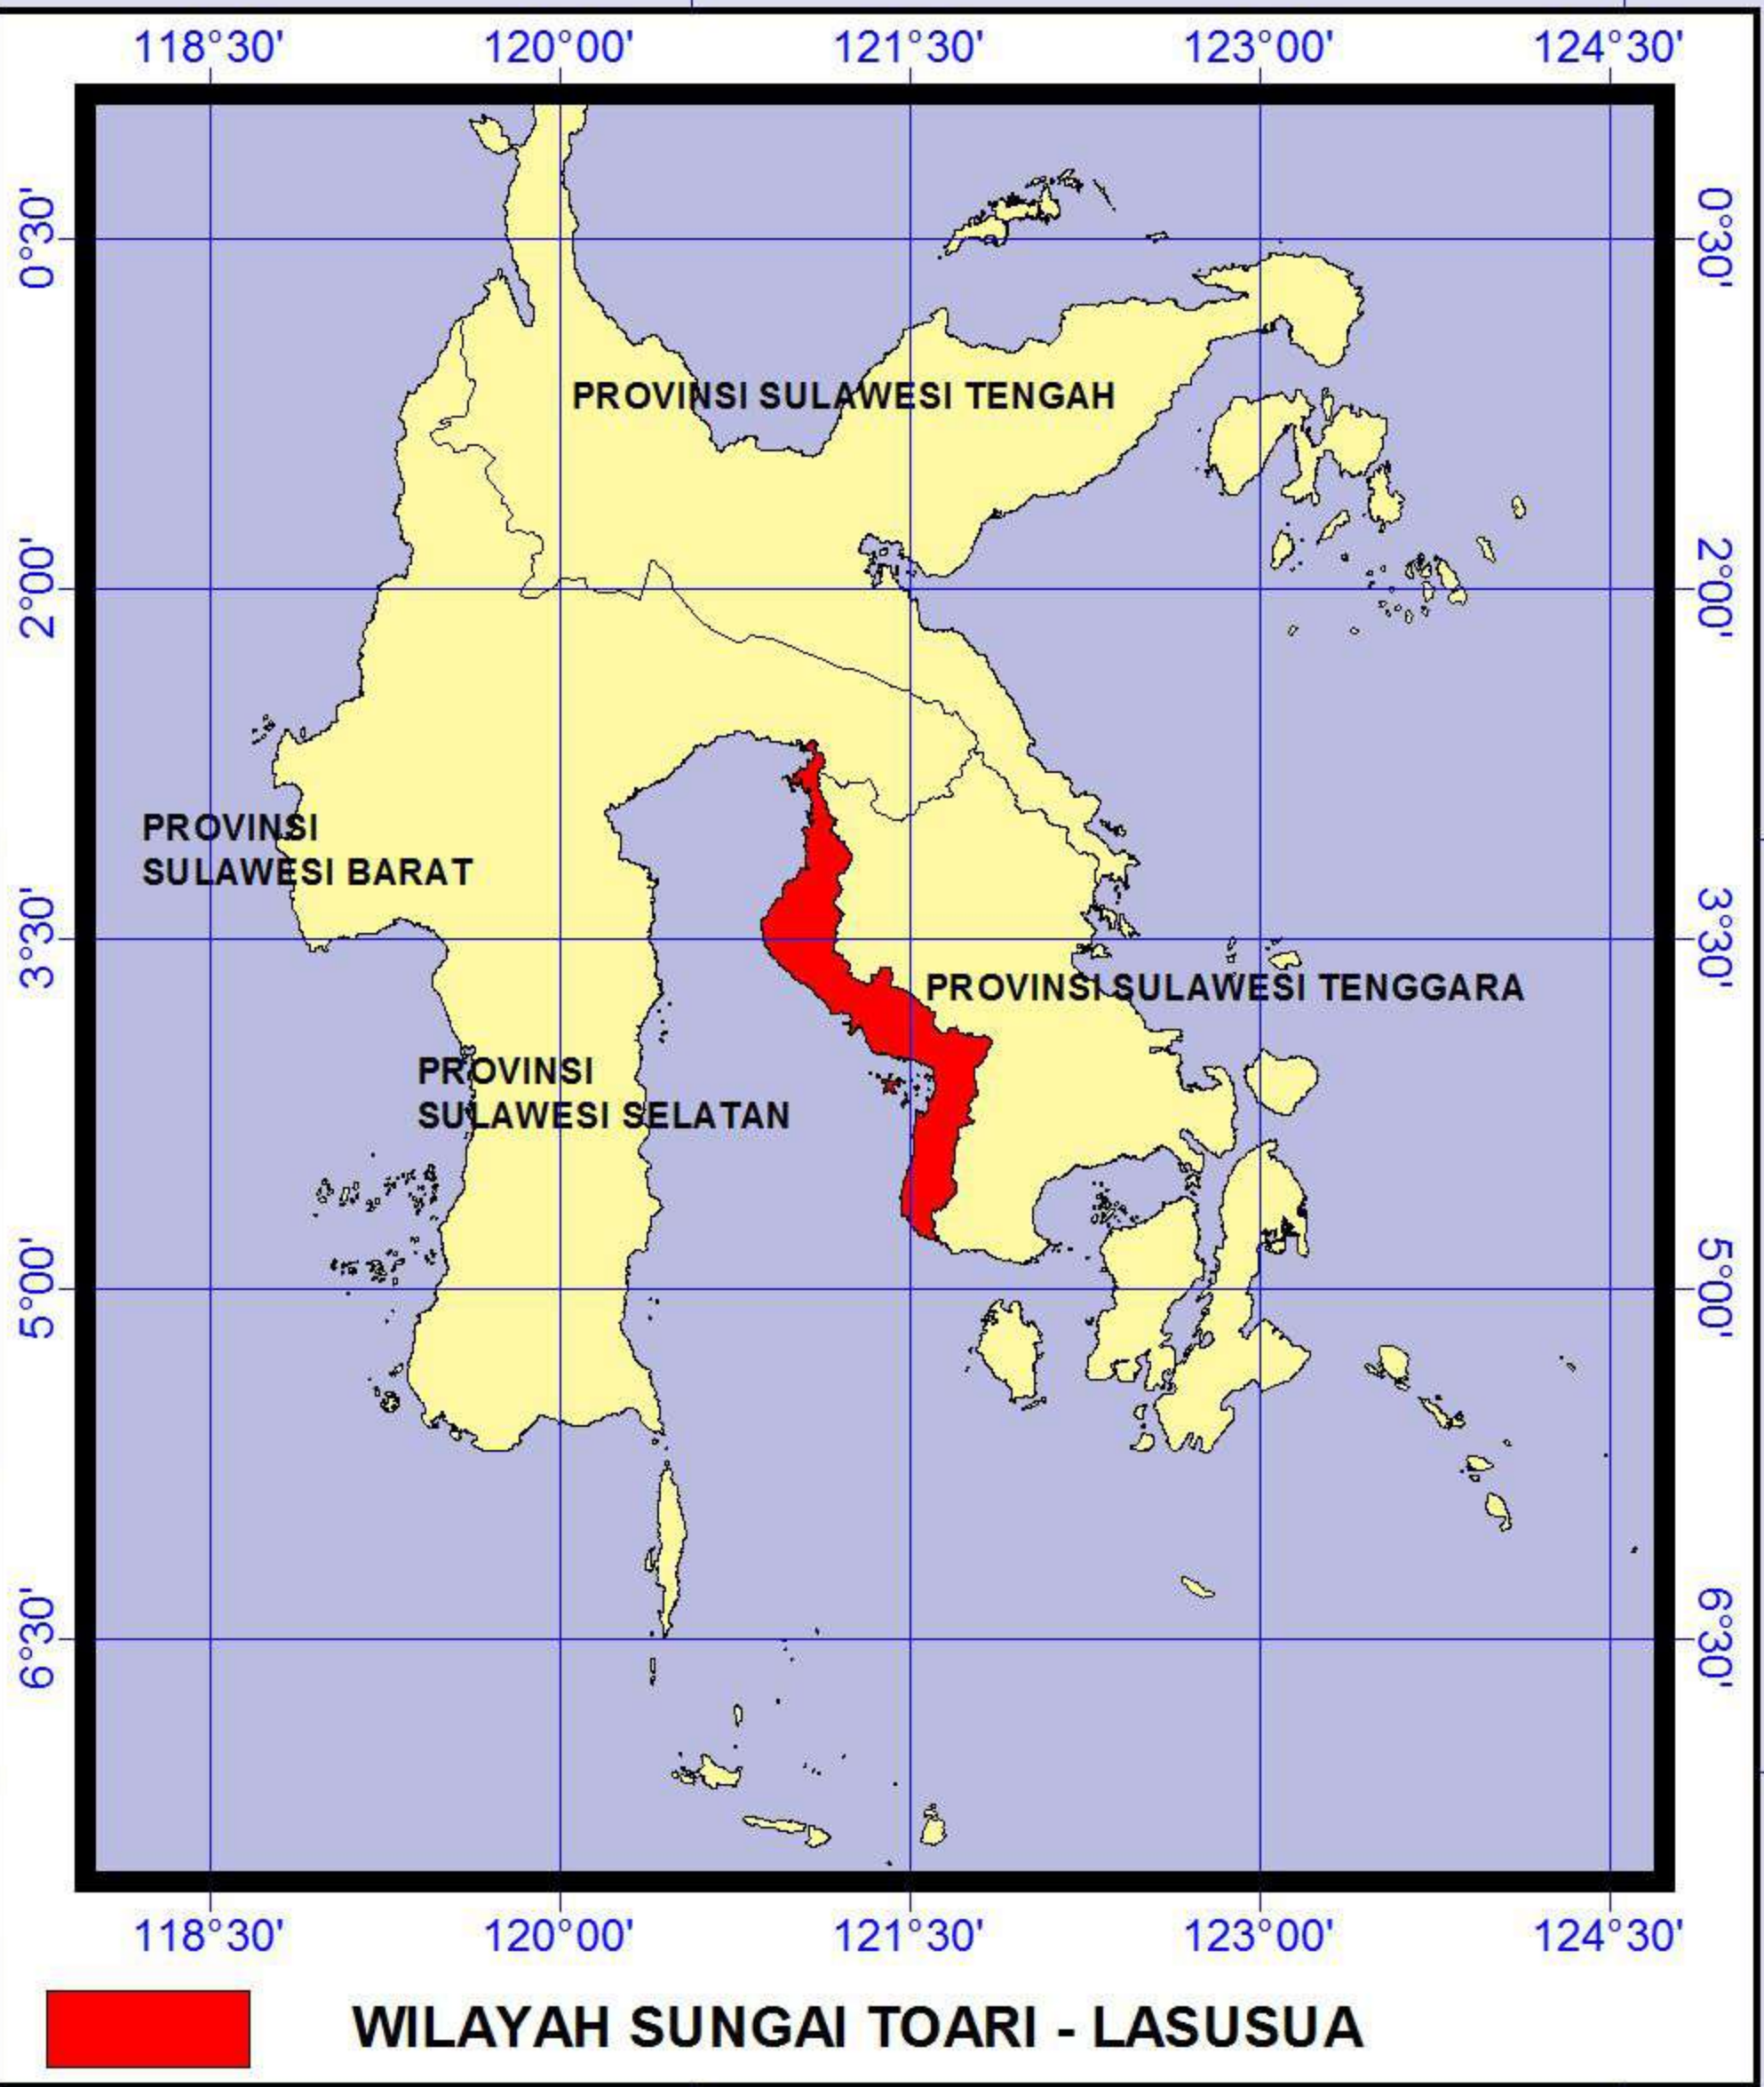 118°30' 120°00' 121°30' 123°00' 124°30'
0°30' 0°30'
PROVINSI SULAWESI TENGAH
2°00' 2°00'
PROVINSI
SULAWESI BARAT
3°30' 3°30'
PROVINSI SULAWESI TENGGARA
PROVINSI
SULAWESI SELATAN
5°00' 5°00'
6°30' 6°30'
118°30' 120°00' 121°30' 123°00' 124°30'
WILAYAH SUNGAI TOARI - LASUSUA